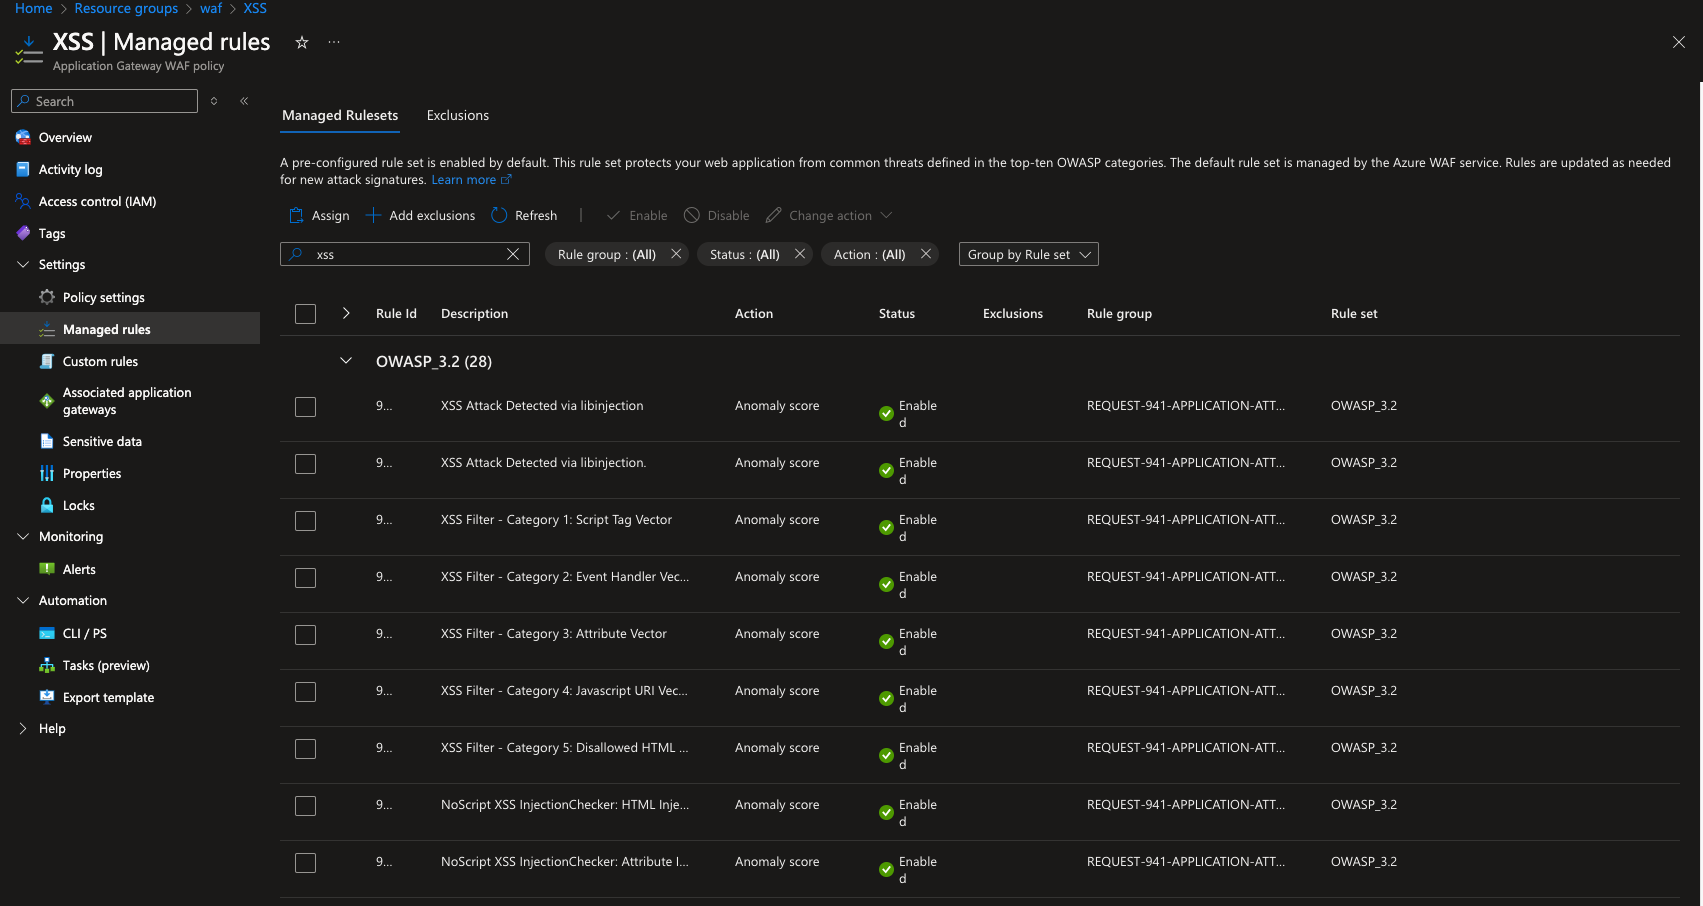 Home > Resource groups > waf > XSS
XSS | Managed rules
Application Gateway WAF policy
Search
Overview
Activity log
Access control (IAM)
Tags
Settings
Policy settings
Managed rules
Custom rules
Associated application
gateways
Sensitive data
Properties
Locks
Monitoring
Alerts
Automation
CLI / PS
Tasks (preview)
Export template
Help
Managed Rulesets Exclusions
A pre-configured rule set is enabled by default. This rule set protects your web application from common threats defined in the top-ten OWASP categories. The default rule set is managed by the Azure WAF service. Rules are updated as needed
for new attack signatures. Learn more
Assign Add exclusions Refresh | Enable Disable Change action
xss Rule group : (All) Status : (All) Action : (All) Group by Rule set
Rule Id Description Action Status Exclusions Rule group Rule set
OWASP_3.2 (28)
9... XSS Attack Detected via libinjection Anomaly score Enable REQUEST-941-APPLICATION-ATT... OWASP_3.2
d
9... XSS Attack Detected via libinjection. Anomaly score Enable REQUEST-941-APPLICATION-ATT... OWASP_3.2
d
9... XSS Filter - Category 1: Script Tag Vector Anomaly score Enable REQUEST-941-APPLICATION-ATT... OWASP_3.2
d
9... XSS Filter - Category 2: Event Handler Vec... Anomaly score Enable REQUEST-941-APPLICATION-ATT... OWASP_3.2
d
9... XSS Filter - Category 3: Attribute Vector Anomaly score Enable REQUEST-941-APPLICATION-ATT... OWASP_3.2
d
9... XSS Filter - Category 4: Javascript URI Vec... Anomaly score Enable REQUEST-941-APPLICATION-ATT... OWASP_3.2
d
9... XSS Filter - Category 5: Disallowed HTML ... Anomaly score Enable REQUEST-941-APPLICATION-ATT... OWASP_3.2
d
9... NoScript XSS InjectionChecker: HTML Inje... Anomaly score Enable REQUEST-941-APPLICATION-ATT... OWASP_3.2
d
9... NoScript XSS InjectionChecker: Attribute I... Anomaly score Enable REQUEST-941-APPLICATION-ATT... OWASP_3.2
d